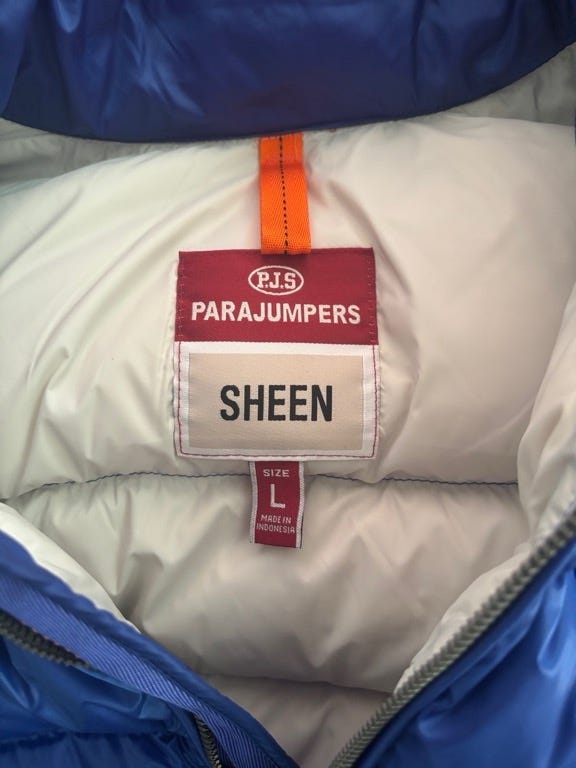 P.J.S
PARAJUMPERS
SHEEN
SIZE
L
MADE IN
INDONESIA